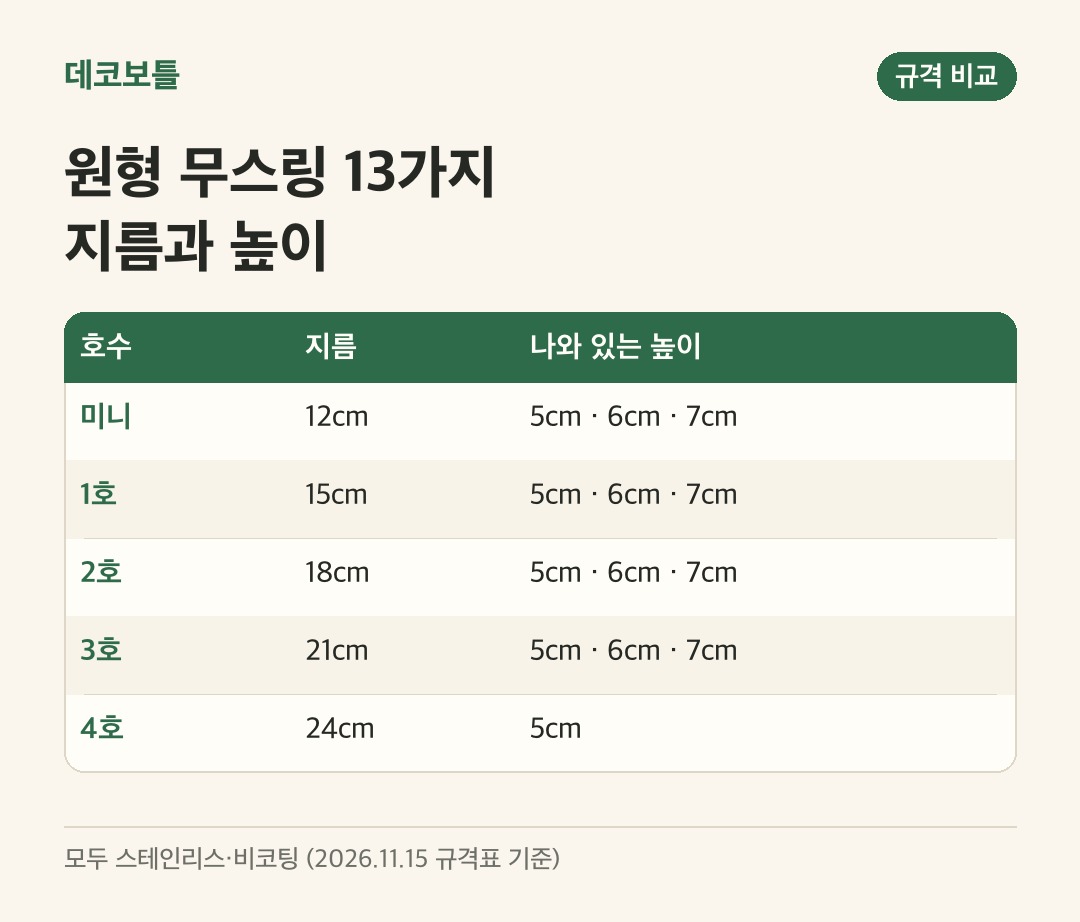 데코보틀
규격 비교
원형 무스링 13가지
지름과 높이
호수 지름 나와 있는 높이
미니 12cm 5cm · 6cm · 7cm
1호 15cm 5cm · 6cm · 7cm
2호 18cm 5cm · 6cm · 7cm
3호 21cm 5cm · 6cm · 7cm
4호 24cm 5cm
모두 스테인리스·비코팅 (2026.11.15 규격표 기준)